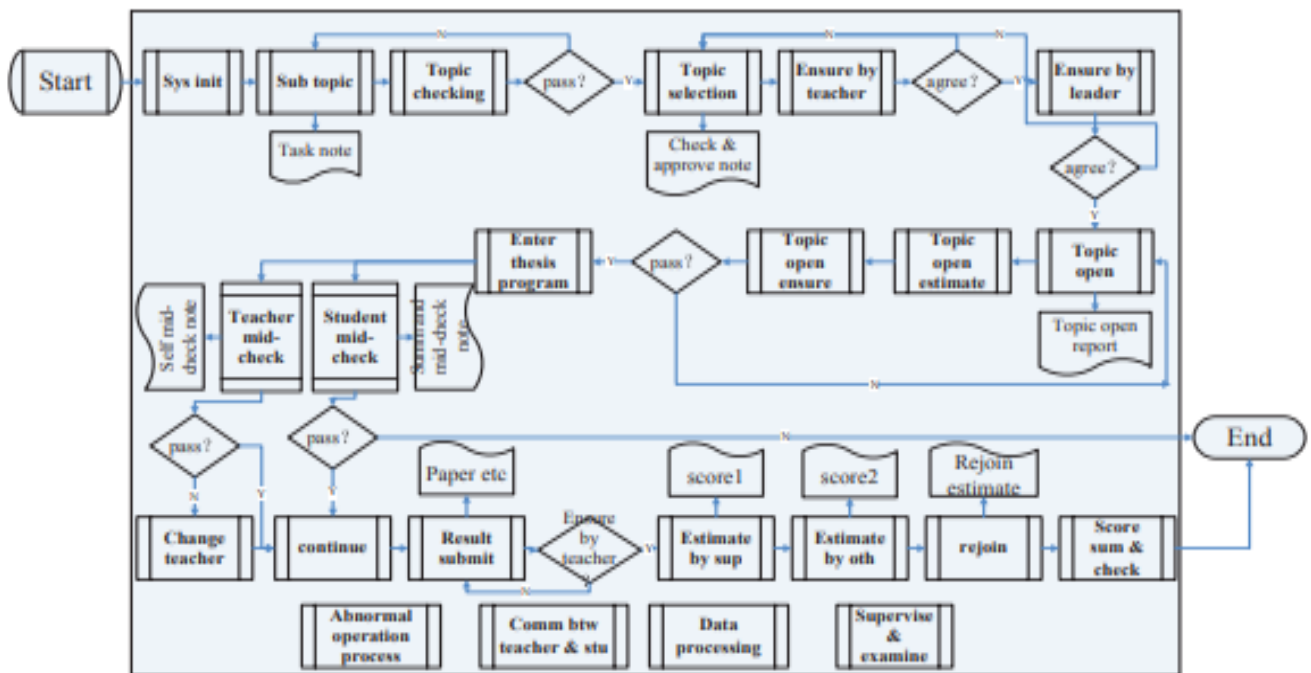 Start
Sys init
Sub topic
Topic
checking
pass?
N
Y
Topic
selection
Ensure by
teacher
agree?
N
N
Y
Ensure by
leader
Task note
Check &
approve note
agree?
Y
Enter
thesis
program
Y
pass?
Topic
open
ensure
Topic
open
estimate
Topic
open
Topic open
report
N
Self mid-
check note
Teacher
mid-
check
Student
mid-
check
mid-check
note
pass?
pass?
N
End
N
Y
Y
Paper etc
score1
score2
Rejoin
estimate
Change
teacher
continue
Result
submit
Ensure
by
teacher
?
N
Y
Estimate
by sup
Estimate
by oth
rejoin
Score
sum &
check
Abnormal
operation
process
Comm btw
teacher & stu
Data
processing
Supervise
&
examine